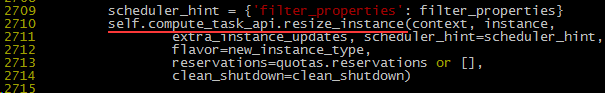 2709 scheduler_hint = {'filter_properties': filter_properties}
2710 self.compute_task_api.resize_instance(context, instance,
2711 extra_instance_updates, scheduler_hint=scheduler_hint,
2712 flavor=new_instance_type,
2713 reservations=quotas.reservations or [],
2714 clean_shutdown=clean_shutdown)
2715